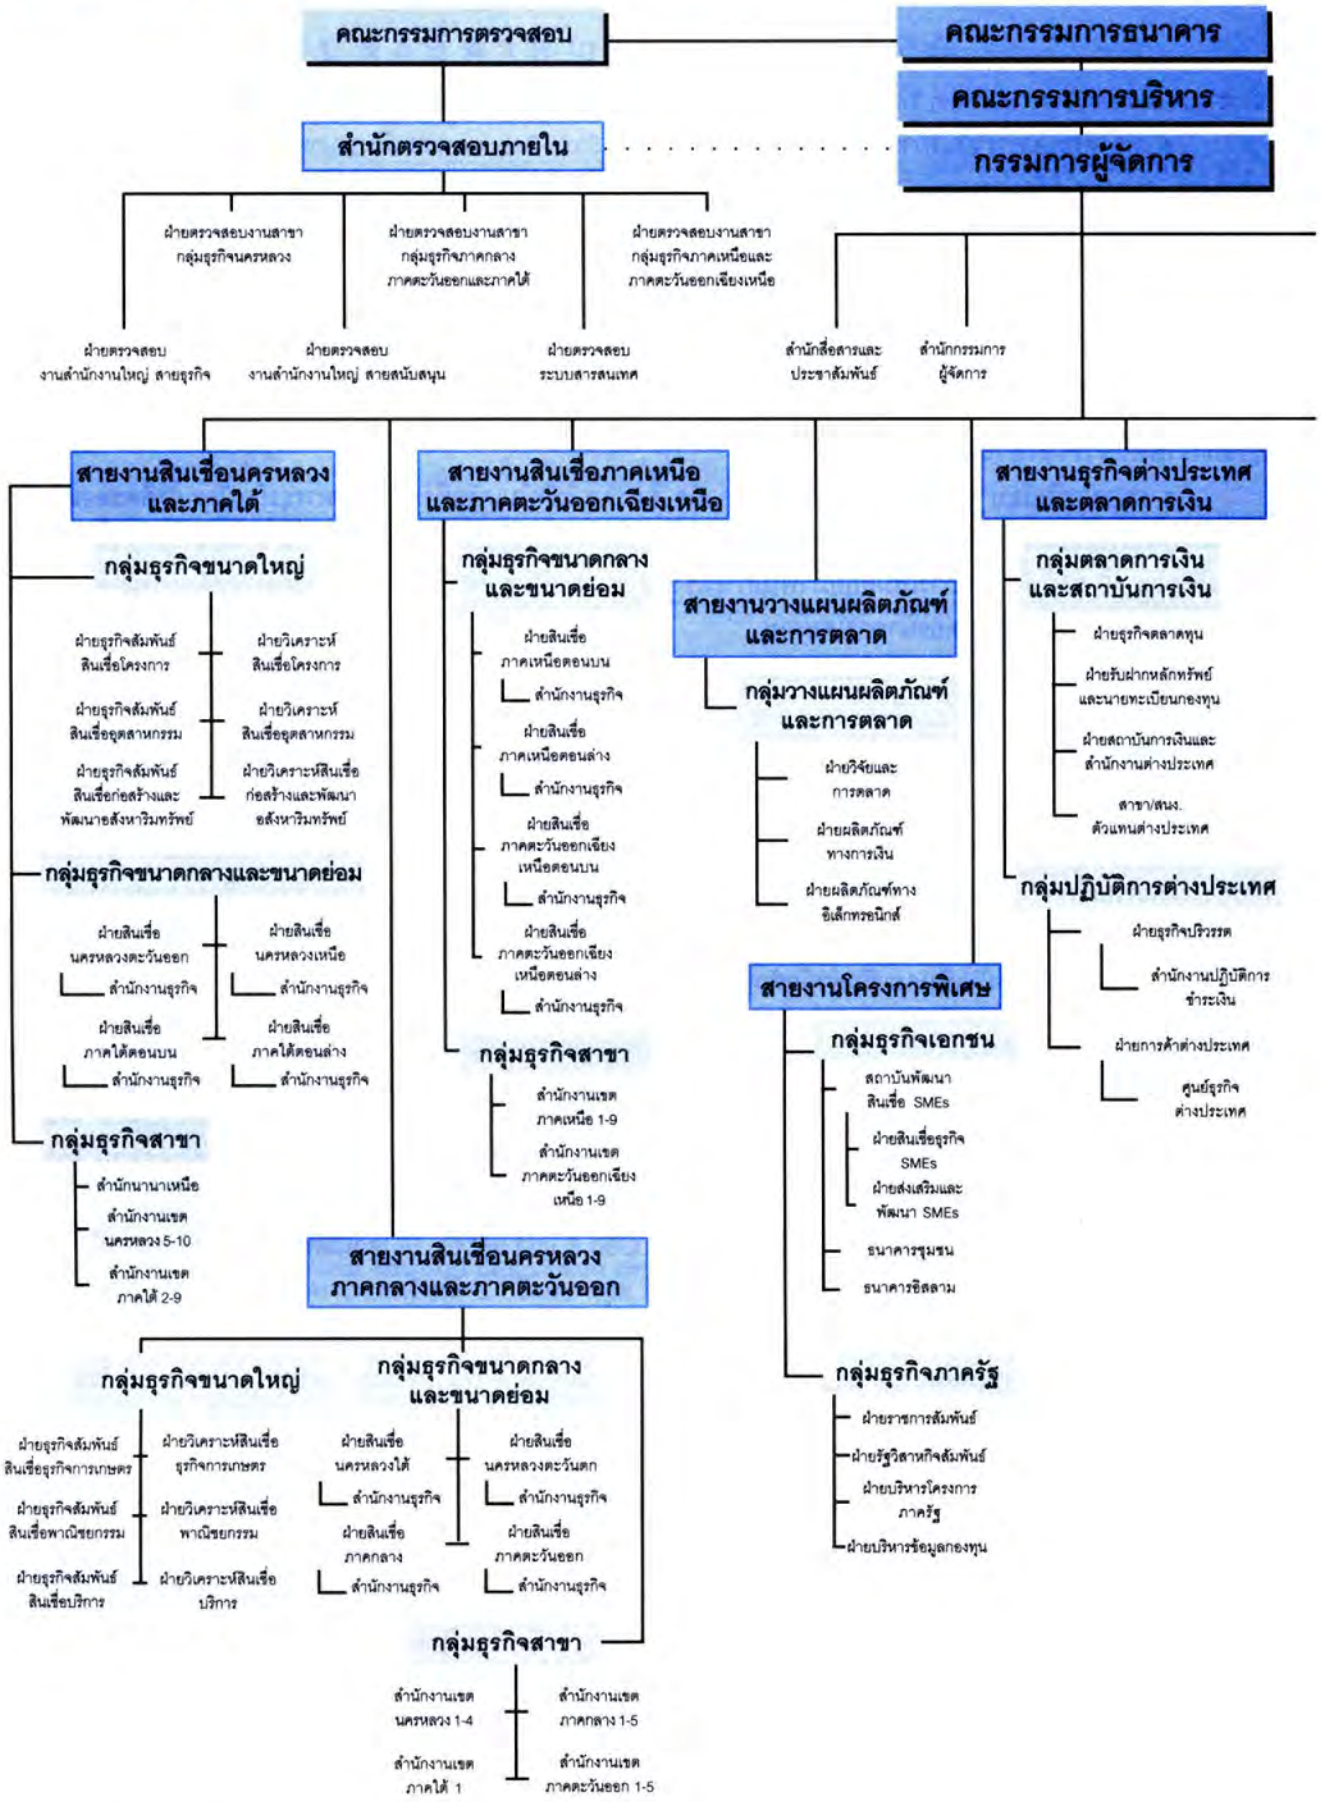 คณะกรรมการตรวจสอบ
คณะกรรมการธนาคาร
คณะกรรมการบริหาร
สำนักตรวจสอบภายใน
กรรมการผู้จัดการ
ฝ่ายตรวจสอบงานสาขา
กลุ่มธุรกิจนครหลวง
ฝ่ายตรวจสอบงานสาขา
กลุ่มธุรกิจภาคกลาง
ภาคตะวันออกและภาคใต้
ฝ่ายตรวจสอบงานสาขา
กลุ่มธุรกิจภาคเหนือและ
ภาคตะวันออกเฉียงเหนือ
ฝ่ายตรวจสอบ
งานสำนักงานใหญ่ สายธุรกิจ
ฝ่ายตรวจสอบ
งานสำนักงานใหญ่ สายสนับสนุน
ฝ่ายตรวจสอบ
ระบบสารสนเทศ
สำนักสื่อสารและ
ประชาสัมพันธ์
สำนักกรรมการ
ผู้จัดการ
สายงานสินเชื่อนครหลวง
และภาคใต้
กลุ่มธุรกิจขนาดใหญ่
ฝ่ายธุรกิจสัมพันธ์
สินเชื่อโครงการ
ฝ่ายวิเคราะห์
สินเชื่อโครงการ
ฝ่ายธุรกิจสัมพันธ์
สินเชื่ออุตสาหกรรม
ฝ่ายวิเคราะห์
สินเชื่ออุตสาหกรรม
ฝ่ายธุรกิจสัมพันธ์
สินเชื่อก่อสร้างและ
พัฒนาอสังหาริมทรัพย์
ฝ่ายวิเคราะห์สินเชื่อ
ก่อสร้างและพัฒนา
อสังหาริมทรัพย์
กลุ่มธุรกิจขนาดกลางและขนาดย่อม
ฝ่ายสินเชื่อ
นครหลวงตะวันออก
สำนักงานธุรกิจ
ฝ่ายสินเชื่อ
นครหลวงเหนือ
สำนักงานธุรกิจ
ฝ่ายสินเชื่อ
ภาคใต้ตอนบน
สำนักงานธุรกิจ
ฝ่ายสินเชื่อ
ภาคใต้ตอนล่าง
สำนักงานธุรกิจ
กลุ่มธุรกิจสาขา
สำนักนานาเหนือ
สำนักงานเขต
นครหลวง 5-10
สำนักงานเขต
ภาคใต้ 2-9
สายงานสินเชื่อภาคเหนือ
และภาคตะวันออกเฉียงเหนือ
กลุ่มธุรกิจขนาดกลาง
และขนาดย่อม
ฝ่ายสินเชื่อ
ภาคเหนือตอนบน
สำนักงานธุรกิจ
ฝ่ายสินเชื่อ
ภาคเหนือตอนล่าง
สำนักงานธุรกิจ
ฝ่ายสินเชื่อ
ภาคตะวันออกเฉียง
เหนือตอนบน
สำนักงานธุรกิจ
ฝ่ายสินเชื่อ
ภาคตะวันออกเฉียง
เหนือตอนล่าง
สำนักงานธุรกิจ
กลุ่มธุรกิจสาขา
สำนักงานเขต
ภาคเหนือ 1-9
สำนักงานเขต
ภาคตะวันออกเฉียง
เหนือ 1-9
สายงานวางแผนผลิตภัณฑ์
และการตลาด
กลุ่มวางแผนผลิตภัณฑ์
และการตลาด
ฝ่ายวิจัยและ
การตลาด
ฝ่ายผลิตภัณฑ์
ทางการเงิน
ฝ่ายผลิตภัณฑ์ทาง
อิเล็กทรอนิกส์
สายงานธุรกิจต่างประเทศ
และตลาดการเงิน
กลุ่มตลาดการเงิน
และสถาบันการเงิน
ฝ่ายธุรกิจตลาดทุน
ฝ่ายรับฝากหลักทรัพย์
และนายทะเบียนกองทุน
ฝ่ายสถาบันการเงินและ
สำนักงานต่างประเทศ
สาขา/สนง.
ตัวแทนต่างประเทศ
กลุ่มปฏิบัติการต่างประเทศ
ฝ่ายธุรกิจปริวรรต
สำนักงานปฏิบัติการ
ชำระเงิน
ฝ่ายการค้าต่างประเทศ
ศูนย์ธุรกิจ
ต่างประเทศ
สายงานโครงการพิเศษ
กลุ่มธุรกิจเอกชน
สถาบันพัฒนา
สินเชื่อ SMEs
ฝ่ายสินเชื่อธุรกิจ
SMEs
ฝ่ายส่งเสริมและ
พัฒนา SMEs
ธนาคารชุมชน
ธนาคารอิสลาม
กลุ่มธุรกิจภาครัฐ
ฝ่ายราชการสัมพันธ์
ฝ่ายรัฐวิสาหกิจสัมพันธ์
ฝ่ายบริหารโครงการ
ภาครัฐ
ฝ่ายบริหารข้อมูลกองทุน
สายงานสินเชื่อนครหลวง
ภาคกลางและภาคตะวันออก
กลุ่มธุรกิจขนาดใหญ่
ฝ่ายธุรกิจสัมพันธ์
สินเชื่อธุรกิจการเกษตร
ฝ่ายวิเคราะห์สินเชื่อ
ธุรกิจการเกษตร
ฝ่ายธุรกิจสัมพันธ์
สินเชื่อพาณิชยกรรม
ฝ่ายวิเคราะห์สินเชื่อ
พาณิชยกรรม
ฝ่ายธุรกิจสัมพันธ์
สินเชื่อบริการ
ฝ่ายวิเคราะห์สินเชื่อ
บริการ
กลุ่มธุรกิจขนาดกลาง
และขนาดย่อม
ฝ่ายสินเชื่อ
นครหลวงใต้
สำนักงานธุรกิจ
ฝ่ายสินเชื่อ
นครหลวงตะวันตก
สำนักงานธุรกิจ
ฝ่ายสินเชื่อ
ภาคกลาง
สำนักงานธุรกิจ
ฝ่ายสินเชื่อ
ภาคตะวันออก
สำนักงานธุรกิจ
กลุ่มธุรกิจสาขา
สำนักงานเขต
นครหลวง 1-4
สำนักงานเขต
ภาคกลาง 1-5
สำนักงานเขต
ภาคใต้ 1
สำนักงานเขต
ภาคตะวันออก 1-5